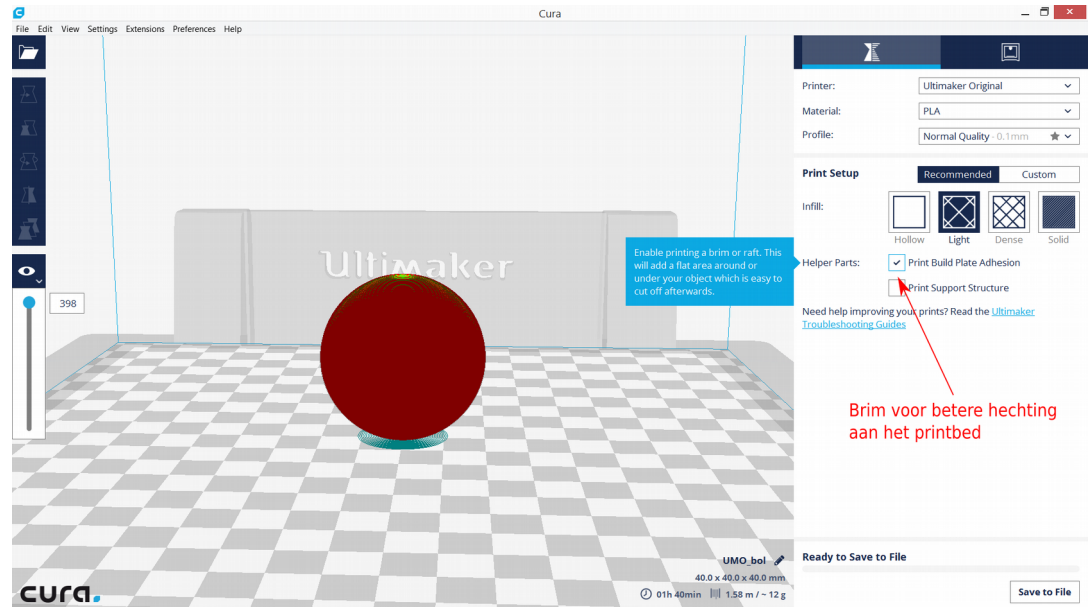 Cura
File Edit View Settings Extensions Preferences Help
Printer: Ultimaker Original
Material: PLA
Profile: Normal Quality - 0.1mm
Print Setup Recommended Custom
Infill:
Hollow Light Dense Solid
Ultimaker
Enable printing a brim or raft. This
will add a flat area around or
under your object which is easy to
cut off afterwards.
Helper Parts: Print Build Plate Adhesion
Print Support Structure
398
Need help improving your prints? Read the Ultimaker
Troubleshooting Guides
Brim voor betere hechting
aan het printbed
UMO_bol
40.0 x 40.0 x 40.0 mm
01h 40min 1.58 m / ~ 12 g
Ready to Save to File
Save to File
cura.